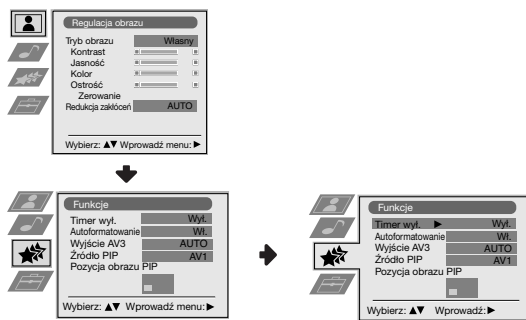 Regulacja obrazu
Tryb obrazu Własny
Kontrast
Jasność
Kolor
Ostrość
Zerowanie
Redukcja zakłóceń AUTO
Wybierz: ▲▼ Wprowadź menu: ▶
Funkcje
Timer wył. Wył.
Autoformatowanie Wł.
Wyjście AV3 AUTO
Źródło PIP AV1
Pozycja obrazu PIP
Wybierz: ▲▼ Wprowadź menu: ▶
Funkcje
Timer wył. ▶ Wył.
Autoformatowanie Wł.
Wyjście AV3 AUTO
Źródło PIP AV1
Pozycja obrazu PIP
Wybierz: ▲▼ Wprowadź: ▶